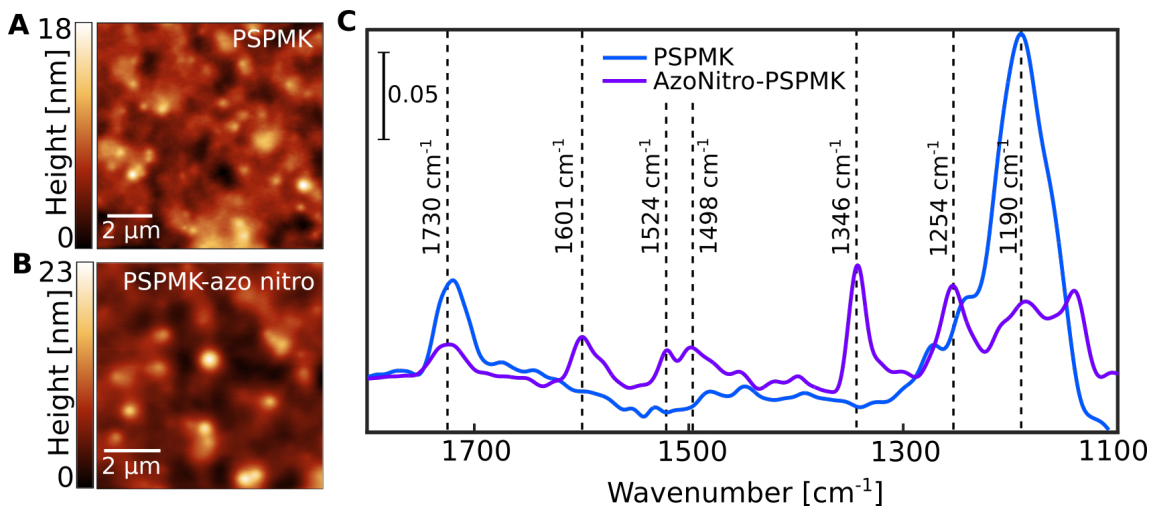 A
Height [nm]
18
0
PSPMK
2 μm
B
Height [nm]
23
0
PSPMK-azo nitro
2 μm
C
0.05
PSPMK
AzoNitro-PSPMK
1730 cm⁻¹
1601 cm⁻¹
1524 cm⁻¹
1498 cm⁻¹
1346 cm⁻¹
1254 cm⁻¹
1190 cm⁻¹
1700
1500
1300
1100
Wavenumber [cm⁻¹]